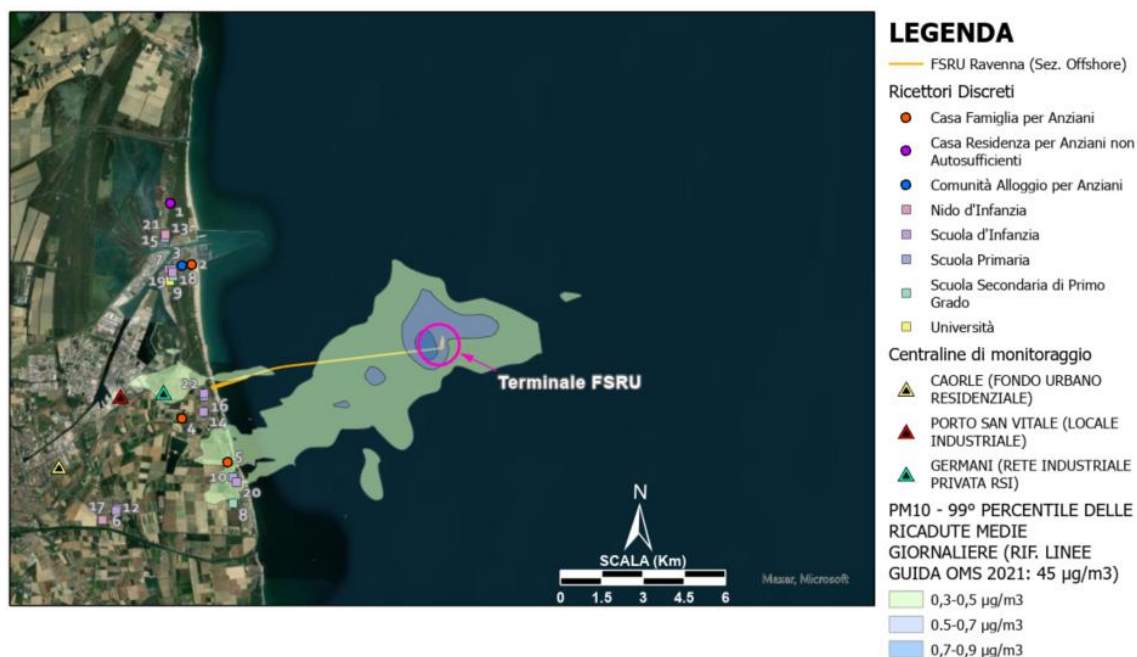 1
21
13
15
3
7
2
19
18
9
22
16
4
14
5
10
20
8
17
12
6
Terminale FSRU
N
SCALA (Km)
0 1.5 3 4.5 6
Maxar, Microsoft
LEGENDA
FSRU Ravenna (Sez. Offshore)
Ricettori Discreti
Casa Famiglia per Anziani
Casa Residenza per Anziani non
Autosufficienti
Comunità Alloggio per Anziani
Nido d'Infanzia
Scuola d'Infanzia
Scuola Primaria
Scuola Secondaria di Primo
Grado
Università
Centraline di monitoraggio
CAORLE (FONDO URBANO
RESIDENZIALE)
PORTO SAN VITALE (LOCALE
INDUSTRIALE)
GERMANI (RETE INDUSTRIALE
PRIVATA RSI)
PM10 - 99° PERCENTILE DELLE
RICADUTE MEDIE
GIORNALIERE (RIF. LINEE
GUIDA OMS 2021: 45 µg/m3)
0,3-0,5 µg/m3
0.5-0,7 µg/m3
0,7-0,9 µg/m3